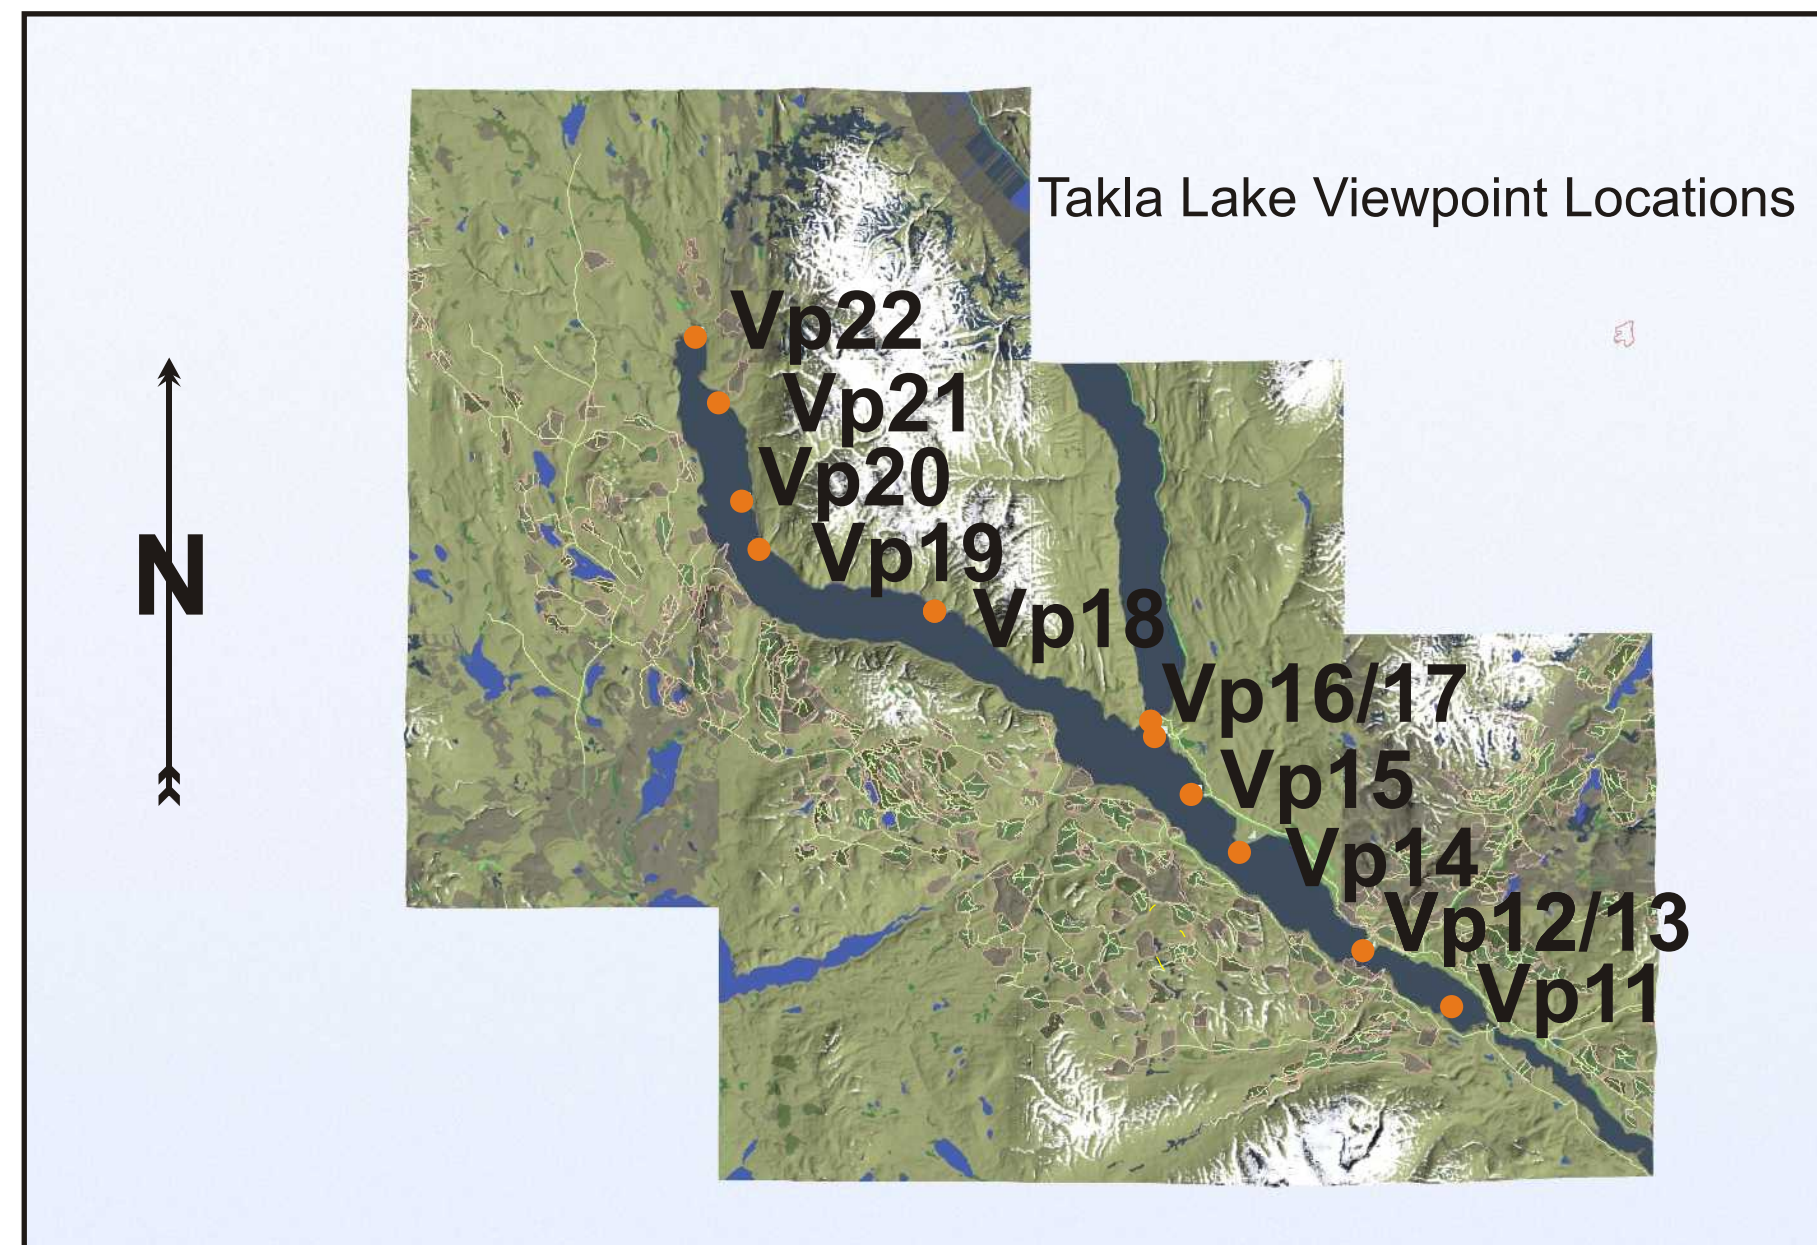 Takla Lake Viewpoint Locations
Vp22
Vp21
Vp20
Vp19
Vp18
N
Vp16/17
Vp15
Vp14
Vp12/13
Vp11